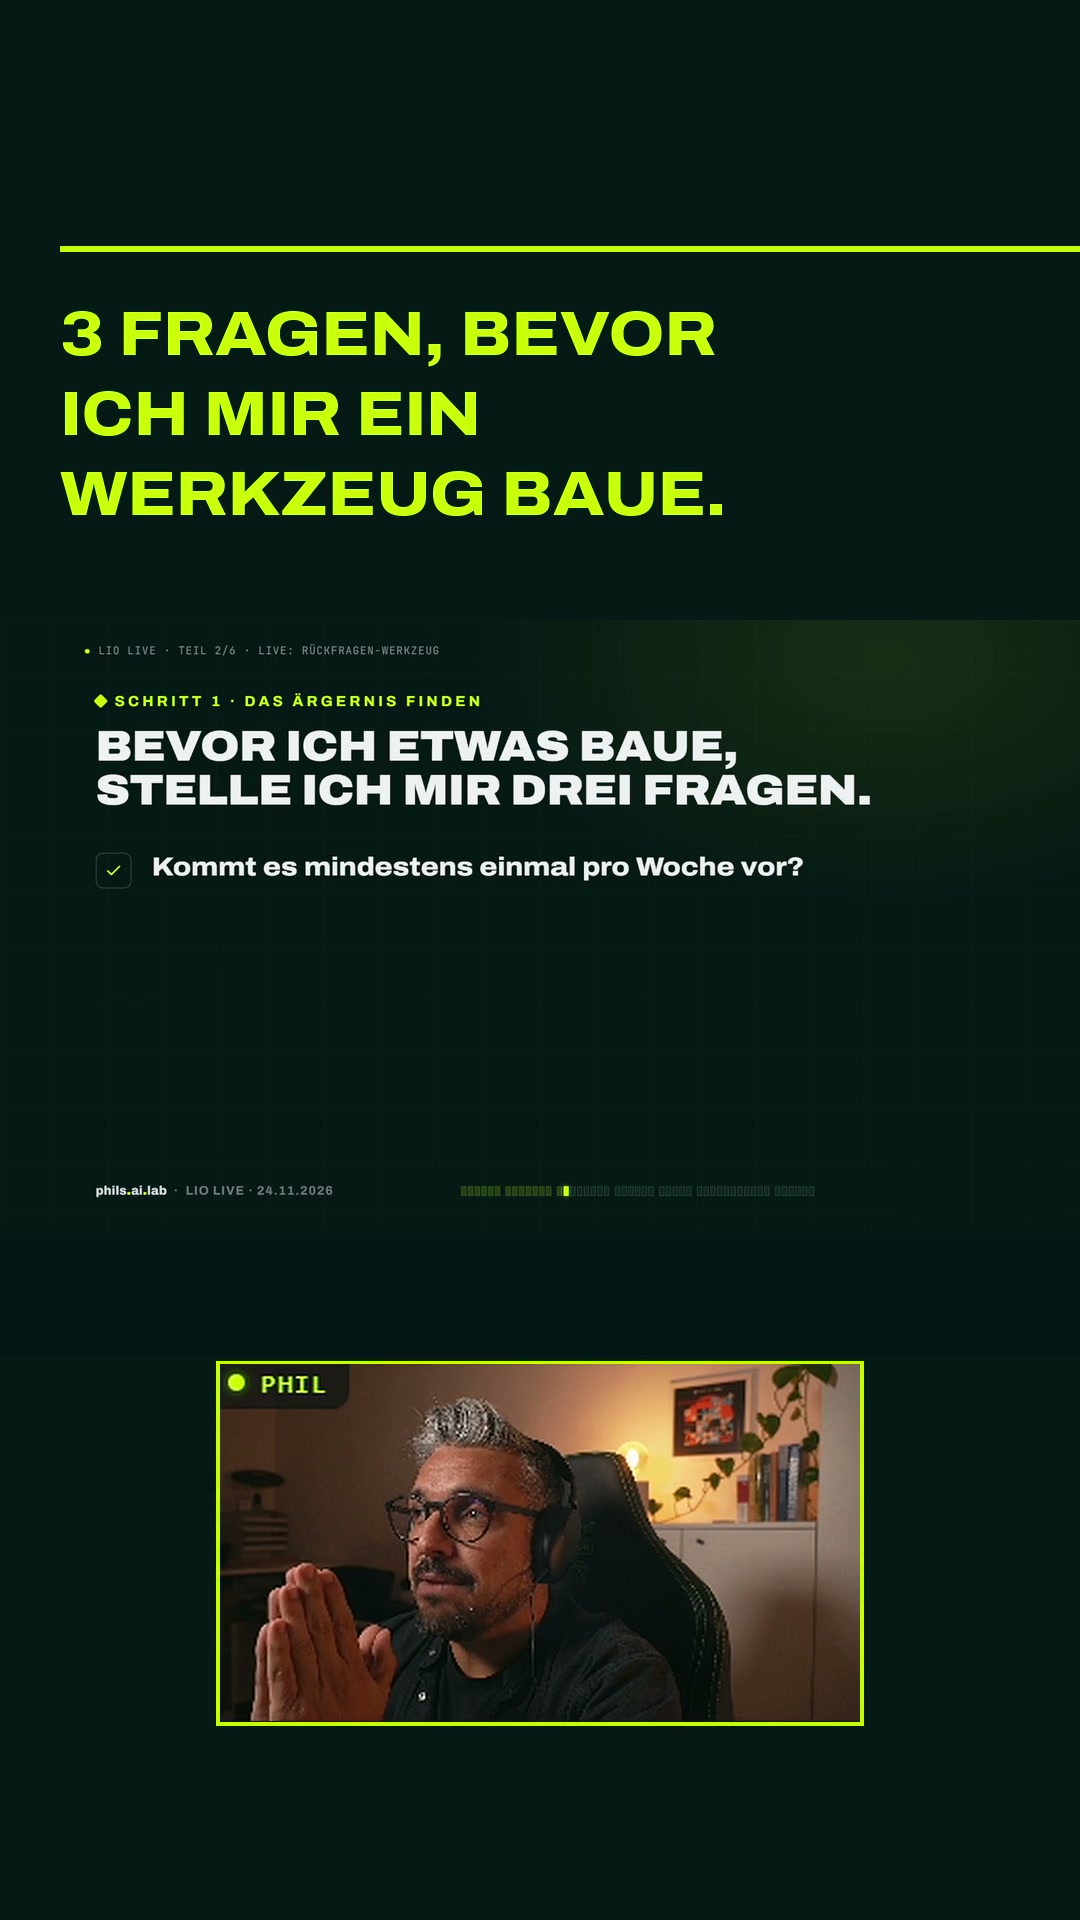 3 FRAGEN, BEVOR
ICH MIR EIN
WERKZEUG BAUE.
LIO LIVE · TEIL 2/6 · LIVE: RÜCKFRAGEN-WERKZEUG
SCHRITT 1 · DAS ÄRGERNIS FINDEN
BEVOR ICH ETWAS BAUE,
STELLE ICH MIR DREI FRAGEN.
Kommt es mindestens einmal pro Woche vor?
phils.ai.lab · LIO LIVE · 24.11.2026
PHIL